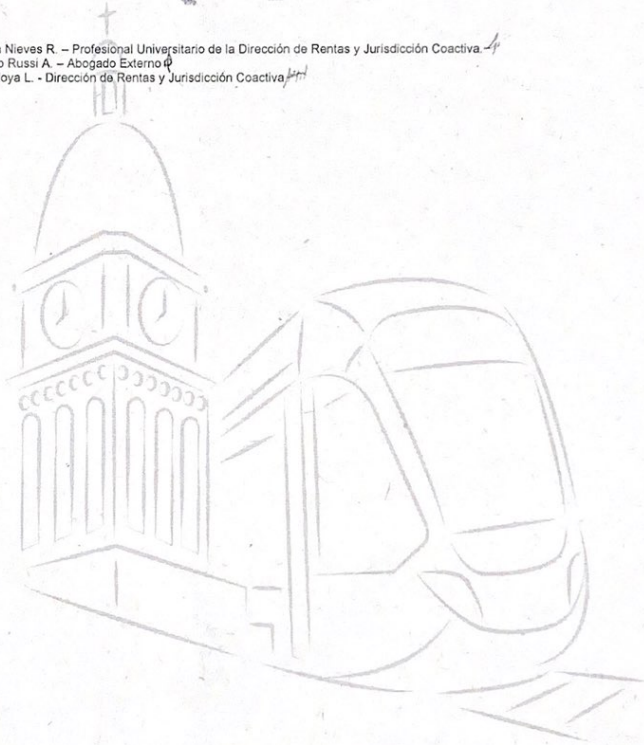 Nieves R. – Profesional Universitario de la Dirección de Rentas y Jurisdicción Coactiva.
Russi A. – Abogado Externo
oya L. - Dirección de Rentas y Jurisdicción Coactiva